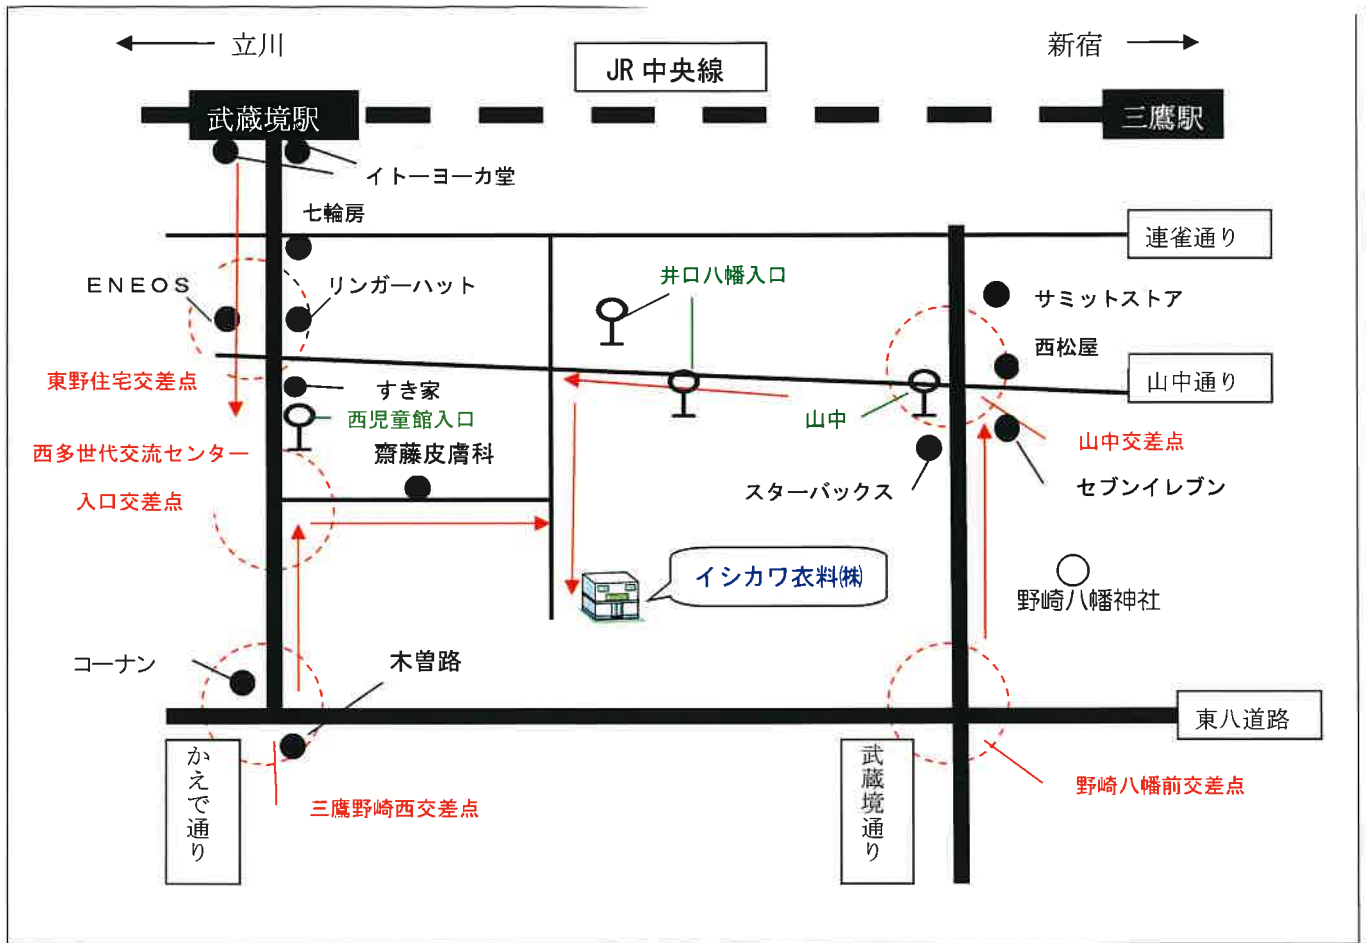 立川
新宿
JR 中央線
武蔵境駅
三鷹駅
イトーヨーカ堂
七輪房
連雀通り
井口八幡入口
ENEOS
リンガーハット
サミットストア
西松屋
東野住宅交差点
すき家
山中通り
西児童館入口
山中
山中交差点
西多世代交流センター
入口交差点
齋藤皮膚科
スターバックス
セブンイレブン
イシカワ衣料㈱
野崎八幡神社
コーナン
木曽路
東八道路
かえで通り
武蔵境通り
三鷹野崎西交差点
野崎八幡前交差点